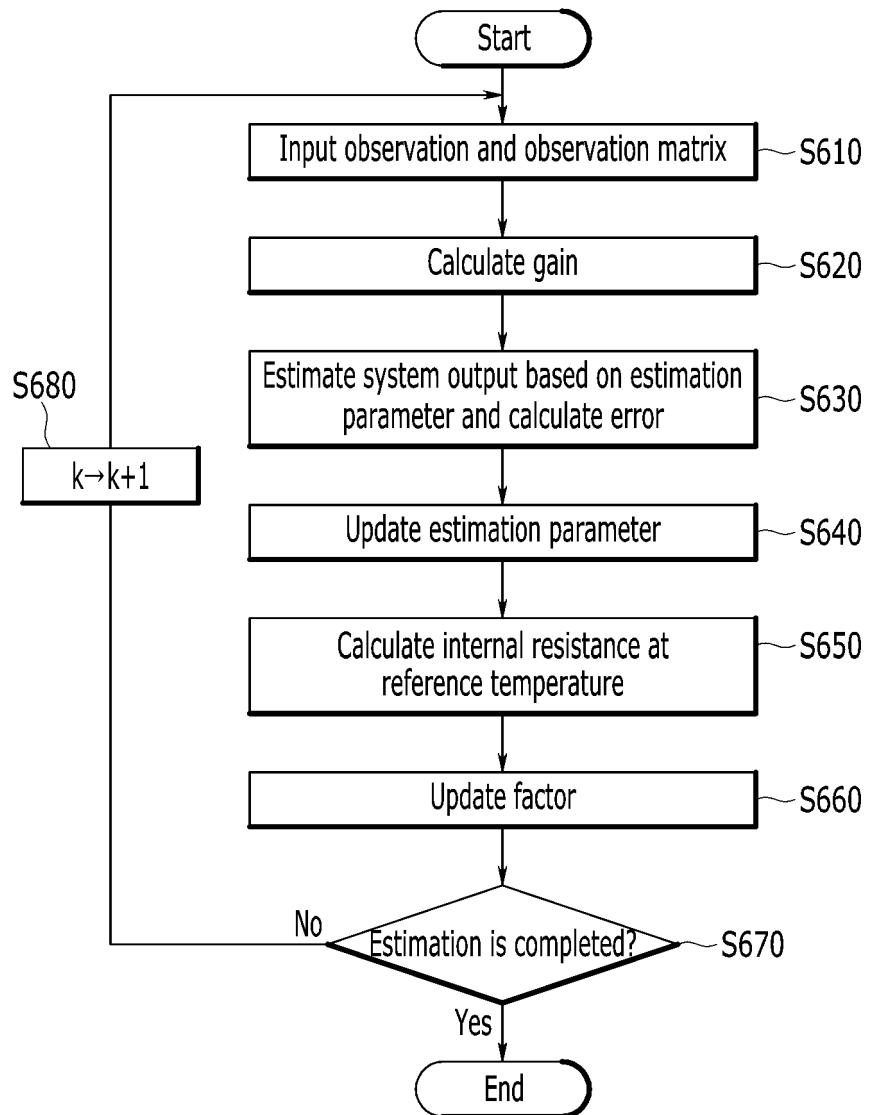 Start
Input observation and observation matrix
S610
Calculate gain
S620
Estimate system output based on estimation
parameter and calculate error
S630
S680
k→k+1
Update estimation parameter
S640
Calculate internal resistance at
reference temperature
S650
Update factor
S660
No
Estimation is completed?
S670
Yes
End